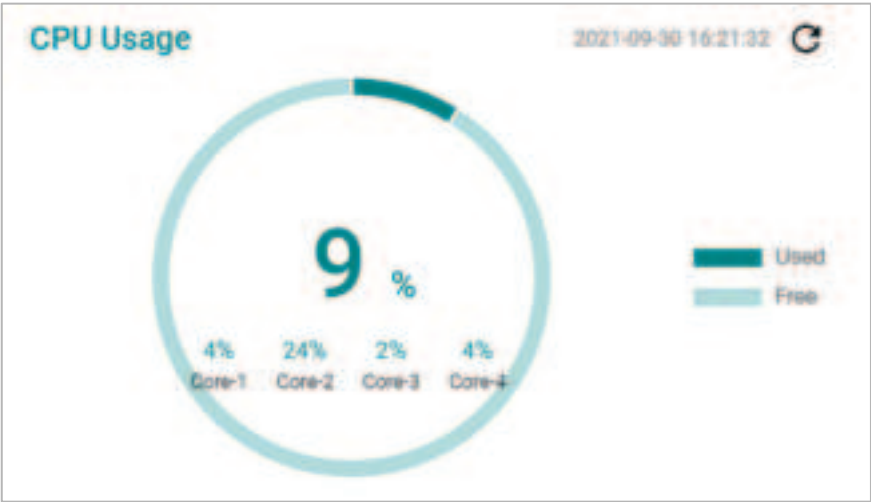 CPU Usage
2021-09-30 16:21:32
9 %
4% 24% 2% 4%
Core-1 Core-2 Core-3 Core-4
Used
Free